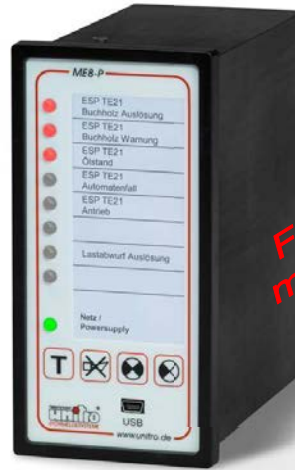 ME8-P
ESP TE21
Buchholz Auslösung
ESP TE21
Buchholz Warnung
ESP TE21
Ölstand
ESP TE21
Automatenfall
ESP TE21
Antrieb
Lastabwurf Auslösung
Netz /
Powersupply
T
unitro
STÖRMELDESYSTEME
USB
www.unitro.de